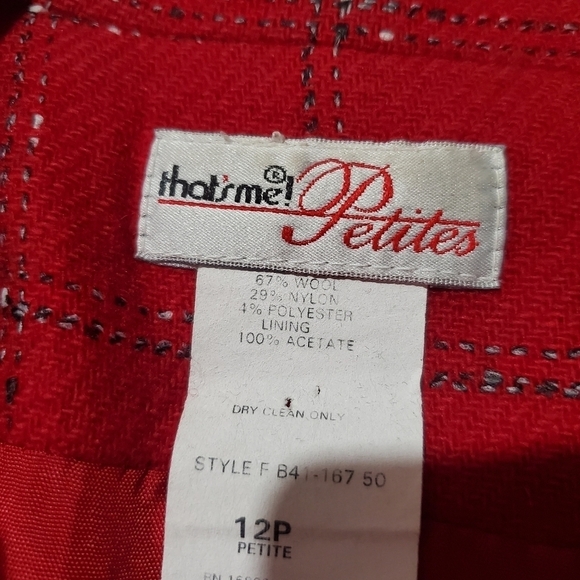 that's me!® Petites
67% WOOL
29% NYLON
4% POLYESTER
LINING
100% ACETATE
DRY CLEAN ONLY
STYLE F B41-167 50
12P
PETITE